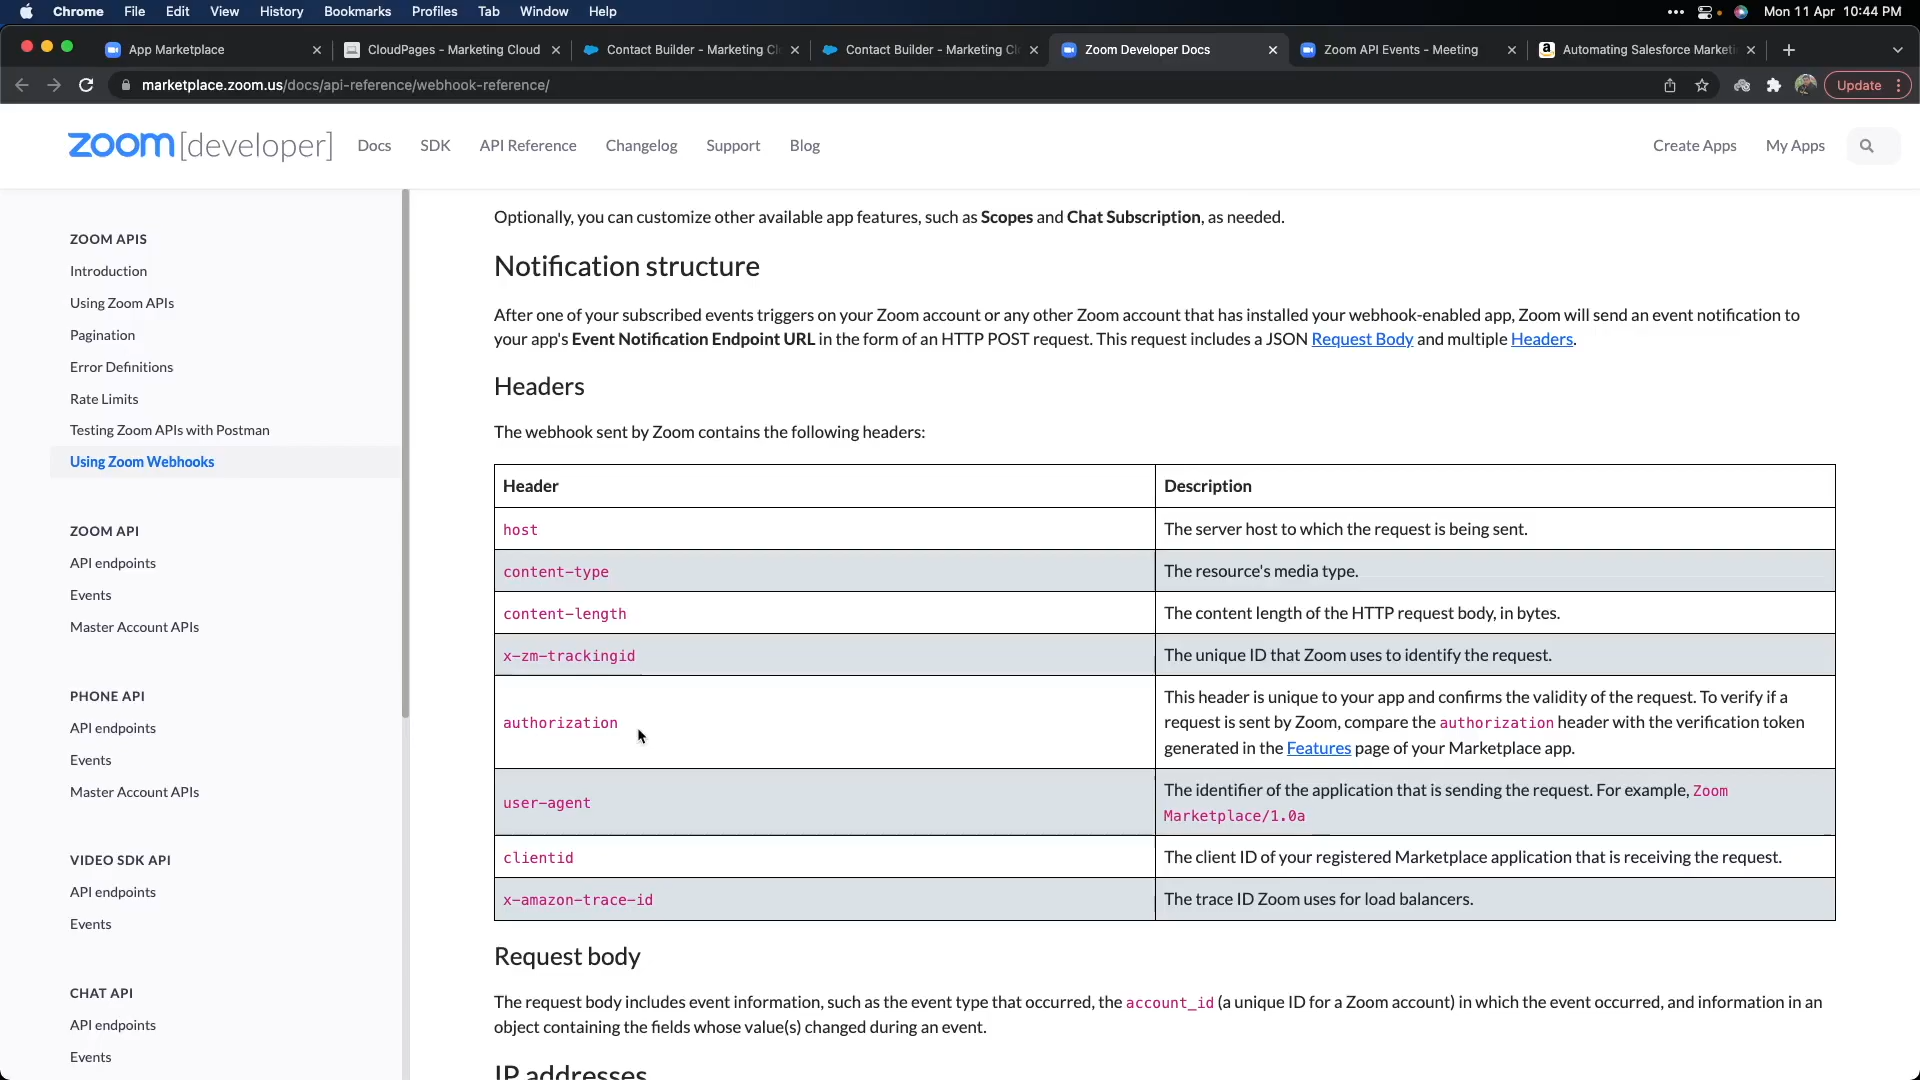 Chrome File Edit View History Bookmarks Profiles Tab Window Help
Mon 11 Apr 10:44 PM
App Marketplace
CloudPages - Marketing Cloud
Contact Builder - Marketing Cl
Contact Builder - Marketing Cl
Zoom Developer Docs
Zoom API Events - Meeting
Automating Salesforce Market
marketplace.zoom.us/docs/api-reference/webhook-reference/
Update
zoom[developer]
Docs SDK API Reference Changelog Support Blog
Create Apps My Apps
ZOOM APIS
Introduction
Using Zoom APIs
Pagination
Error Definitions
Rate Limits
Testing Zoom APIs with Postman
Using Zoom Webhooks
ZOOM API
API endpoints
Events
Master Account APIs
PHONE API
API endpoints
Events
Master Account APIs
VIDEO SDK API
API endpoints
Events
CHAT API
API endpoints
Events
Optionally, you can customize other available app features, such as Scopes and Chat Subscription, as needed.
Notification structure
After one of your subscribed events triggers on your Zoom account or any other Zoom account that has installed your webhook-enabled app, Zoom will send an event notification to
your app's Event Notification Endpoint URL in the form of an HTTP POST request. This request includes a JSON Request Body and multiple Headers.
Headers
The webhook sent by Zoom contains the following headers:
Header Description
host The server host to which the request is being sent.
content-type The resource's media type.
content-length The content length of the HTTP request body, in bytes.
x-zm-trackingid The unique ID that Zoom uses to identify the request.
authorization
This header is unique to your app and confirms the validity of the request. To verify if a
request is sent by Zoom, compare the authorization header with the verification token
generated in the Features page of your Marketplace app.
user-agent
The identifier of the application that is sending the request. For example, Zoom
Marketplace/1.0a
clientid The client ID of your registered Marketplace application that is receiving the request.
x-amazon-trace-id The trace ID Zoom uses for load balancers.
Request body
The request body includes event information, such as the event type that occurred, the account_id (a unique ID for a Zoom account) in which the event occurred, and information in an
object containing the fields whose value(s) changed during an event.
IP addresses